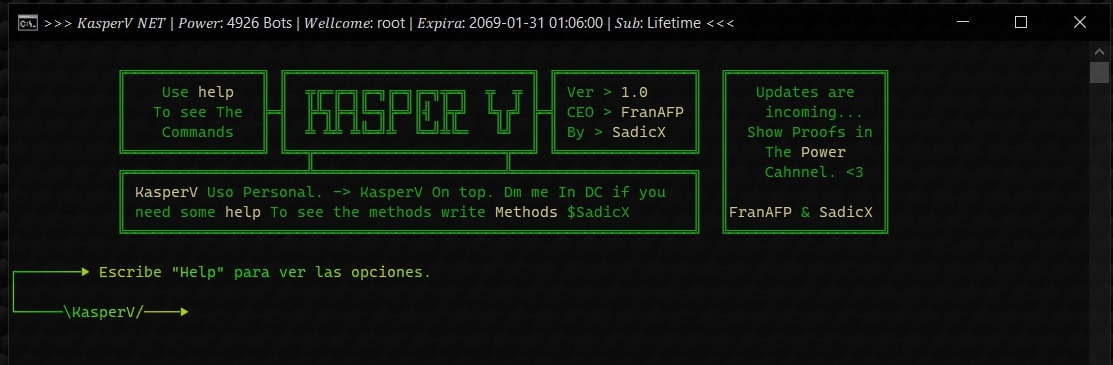 >>> KasperV NET | Power: 4926 Bots | Wellcome: root | Expira: 2069-01-31 01:06:00 | Sub: Lifetime <<<
Use help
To see The
Commands
KASPER V
Ver > 1.0
CEO > FranAFP
By > SadicX
Updates are
incoming...
Show Proofs in
The Power
Cahnnel. <3
FranAFP & SadicX
KasperV Uso Personal. -> KasperV On top. Dm me In DC if you
need some help To see the methods write Methods $SadicX
Escribe "Help" para ver las opciones.
\KasperV/